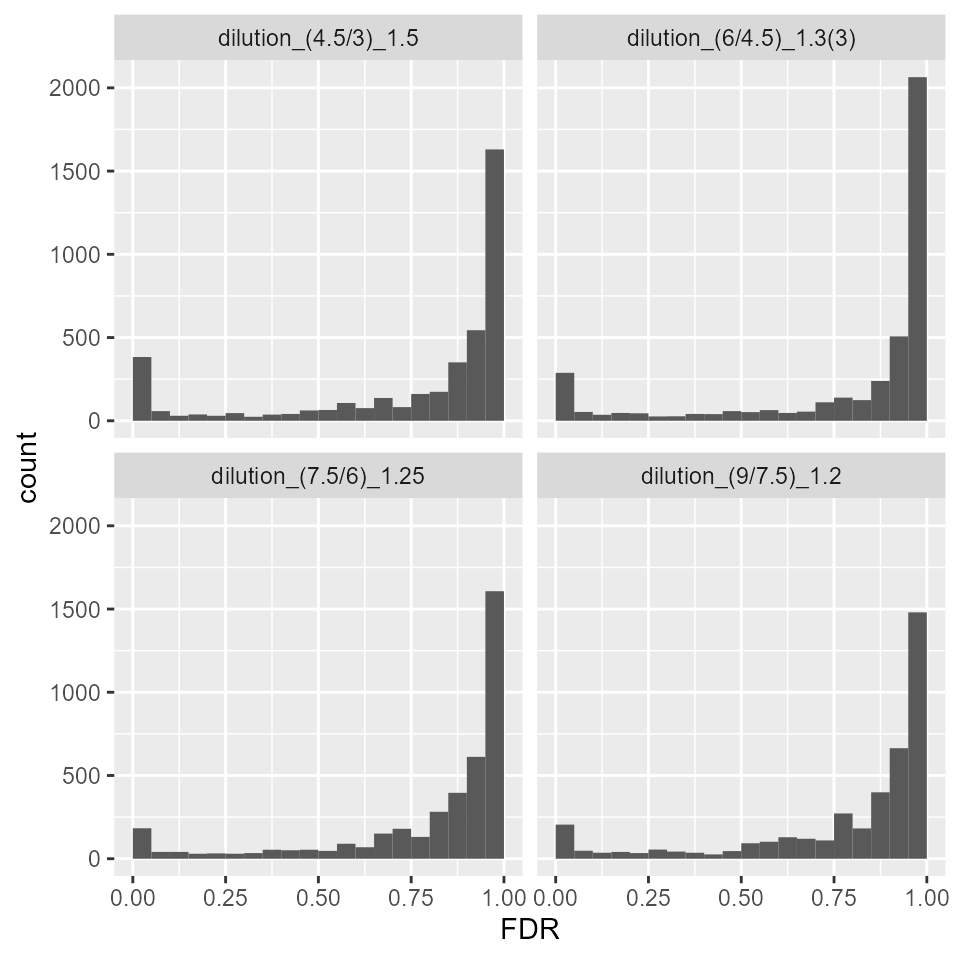 dilution_(4.5/3)_1.5
dilution_(6/4.5)_1.3(3)
2000
1500
1000
500
0
dilution_(7.5/6)_1.25
dilution_(9/7.5)_1.2
2000
1500
1000
500
0
count
0.00 0.25 0.50 0.75 1.00 0.00 0.25 0.50 0.75 1.00
FDR